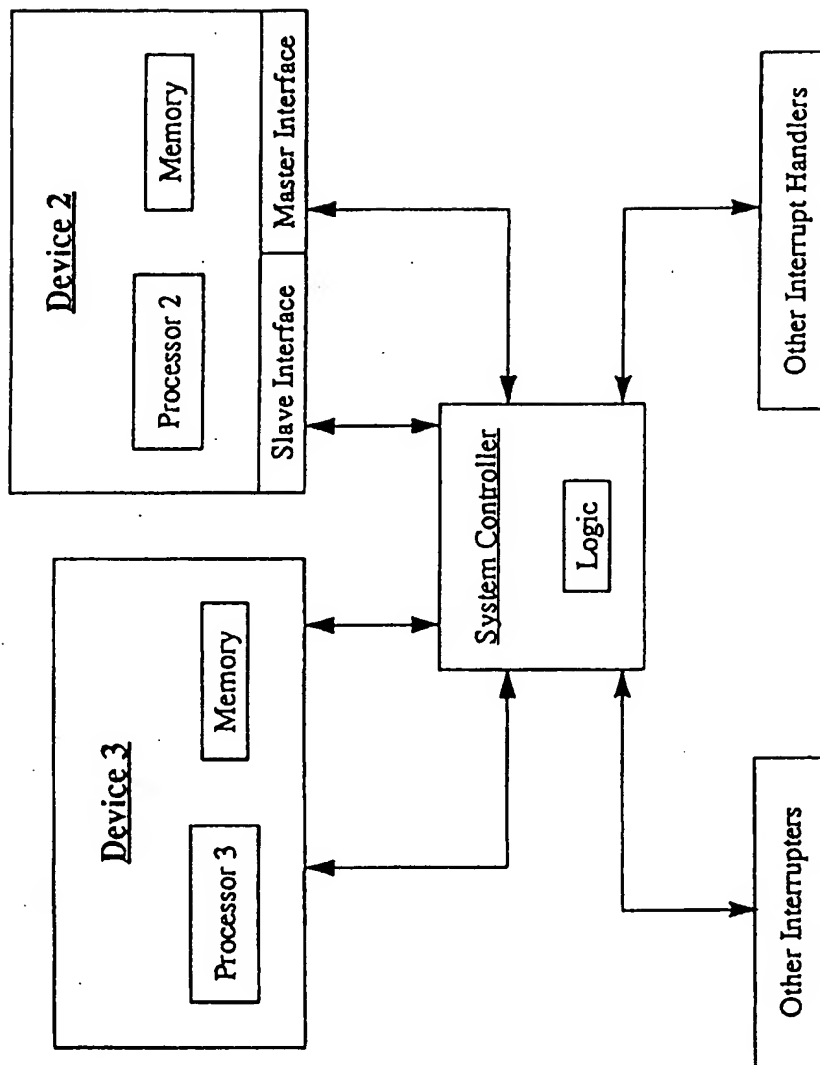 Device 3
Processor 3
Memory
Device 2
Processor 2
Memory
Slave Interface
Master Interface
System Controller
Logic
Other Interrupters
Other Interrupt Handlers